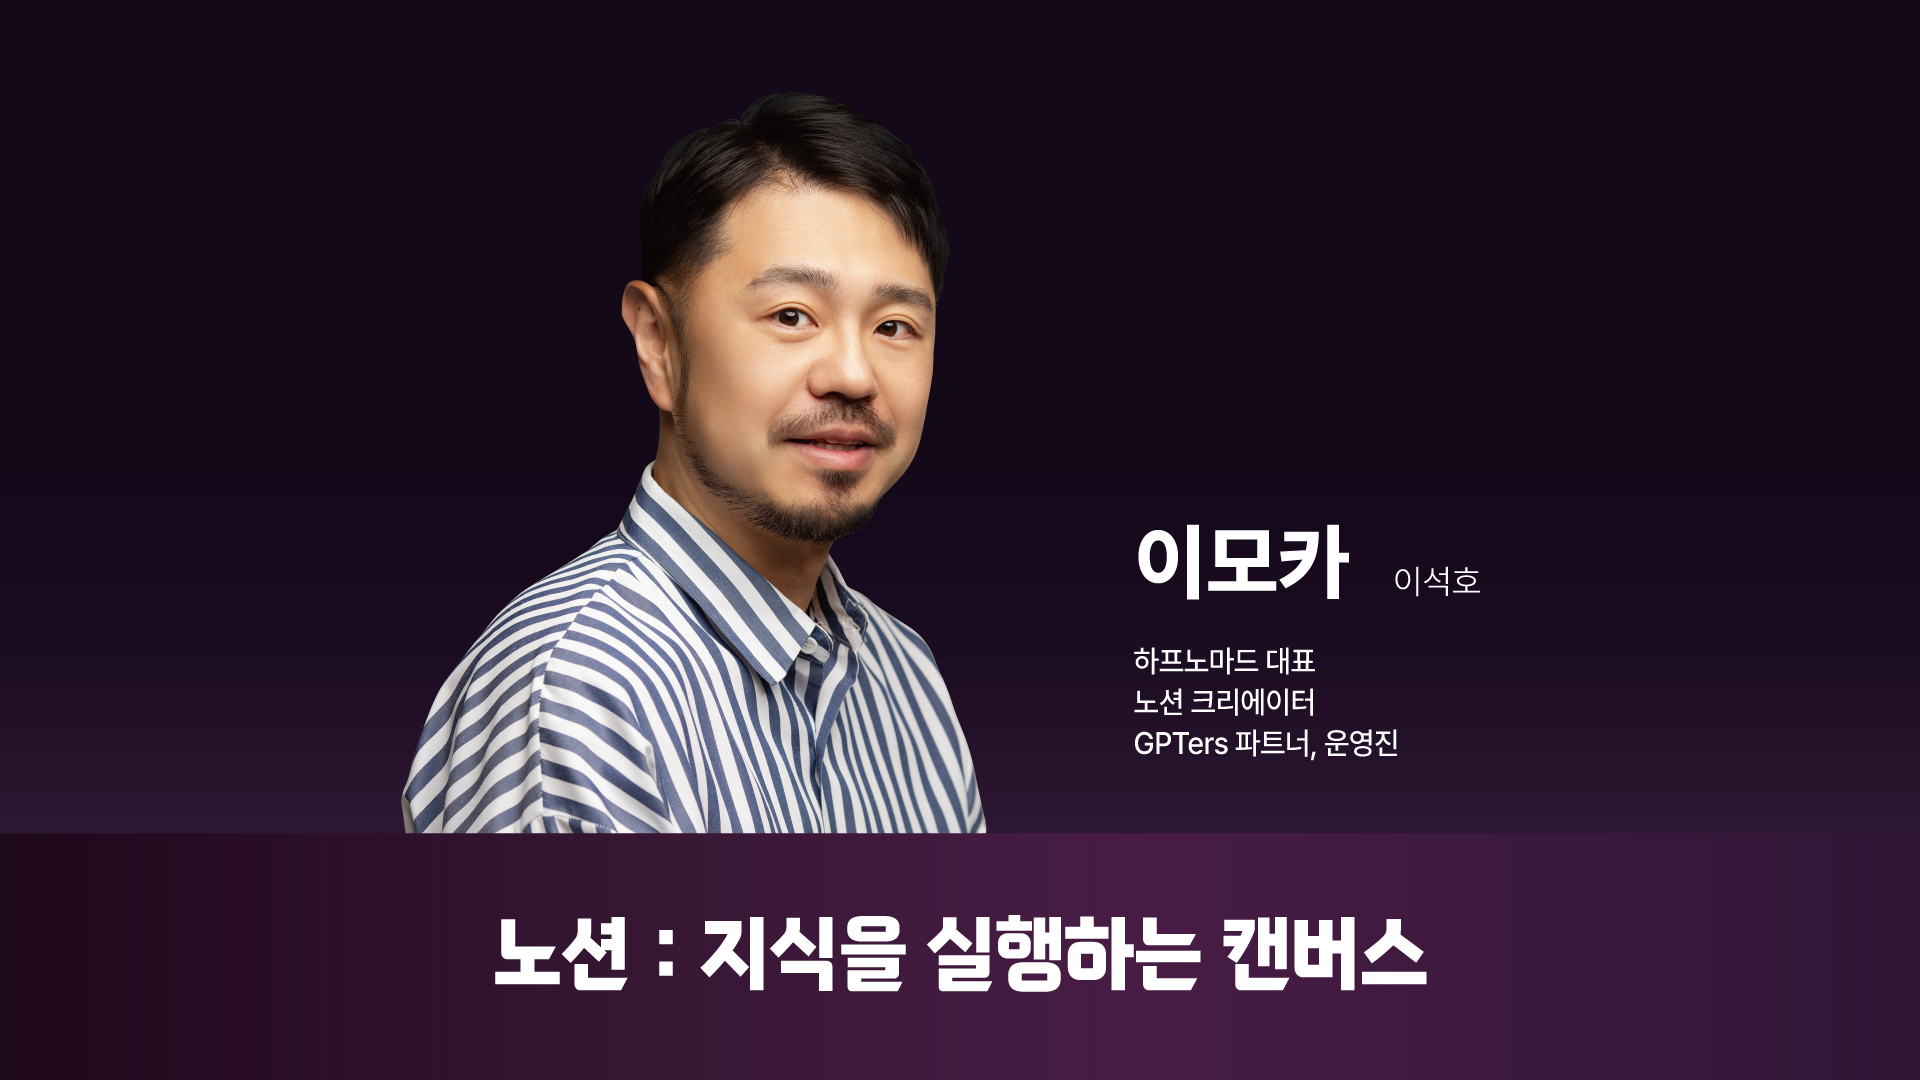 이모카 이석호
하프노마드 대표
노션 크리에이터
GPTers 파트너, 운영진
노션 : 지식을 실행하는 캔버스